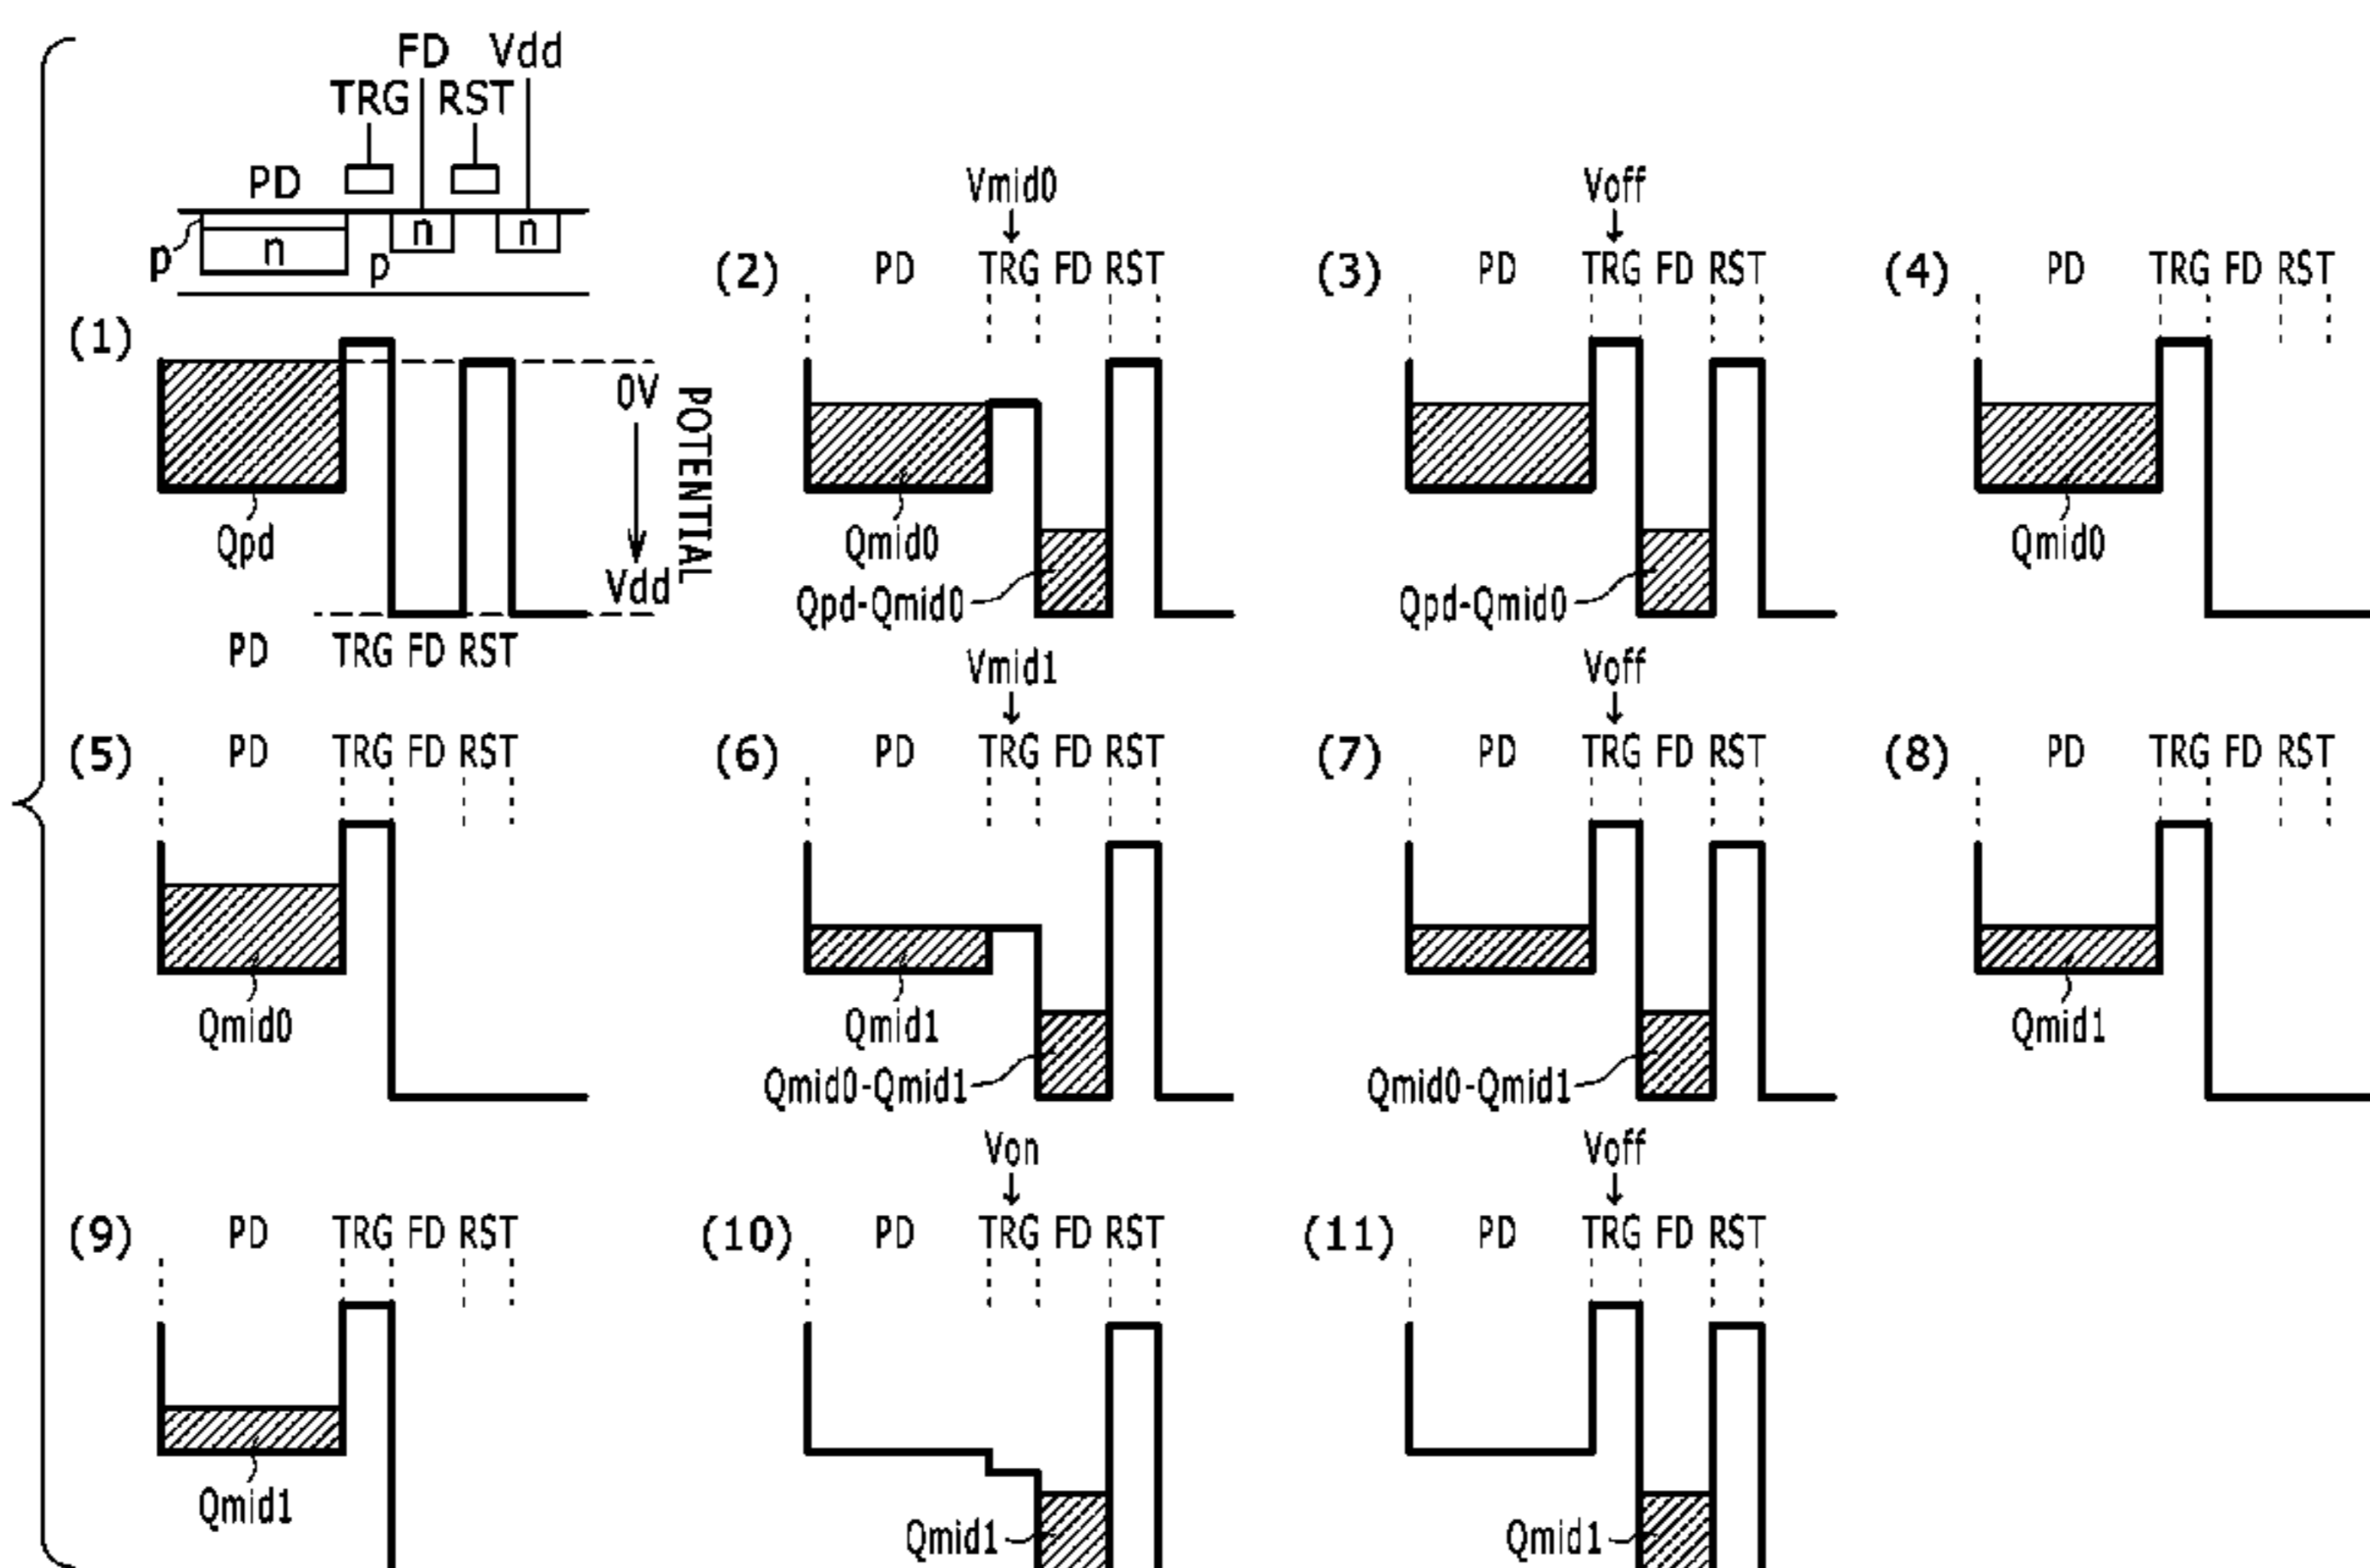 FD Vdd
TRG RST
PD
n n n
p p
(1)
0V
POTENTIAL
Vdd
Qpd
PD TRG FD RST
Vmid0
(2) PD TRG FD RST
Qmid0
Qpd-Qmid0
Voff
(3) PD TRG FD RST
Qpd-Qmid0
(4) PD TRG FD RST
Qmid0
(5) PD TRG FD RST
Qmid0
Vmid1
(6) PD TRG FD RST
Qmid1
Qmid0-Qmid1
Voff
(7) PD TRG FD RST
Qmid0-Qmid1
(8) PD TRG FD RST
Qmid1
(9) PD TRG FD RST
Qmid1
Von
(10) PD TRG FD RST
Qmid1
Voff
(11) PD TRG FD RST
Qmid1